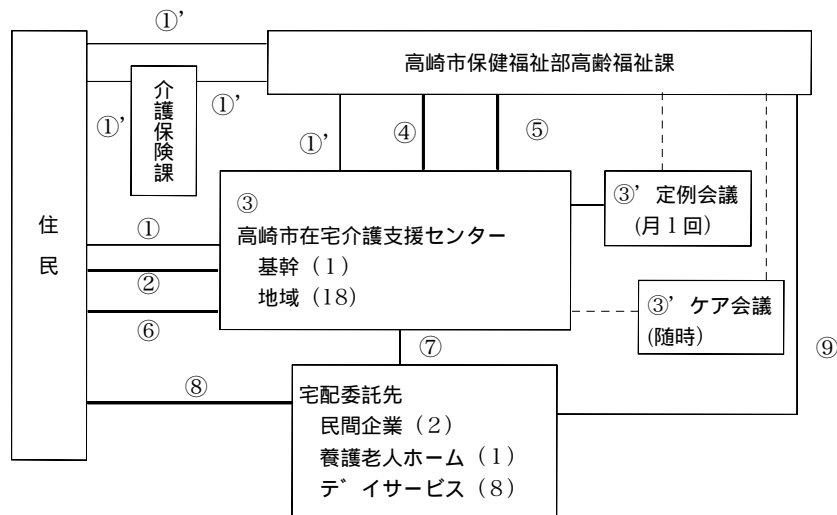 ①’
高崎市保健福祉部高齢福祉課
介護保険課
①’
①’
①’
④
⑤
住民
③
高崎市在宅介護支援センター
基幹（1）
地域（18）
③’定例会議
（月1回）
①
②
⑥
③’ケア会議
(随時）
⑦
⑨
⑧
宅配委託先
民間企業（2）
養護老人ホーム（1）
デイサービス（8）